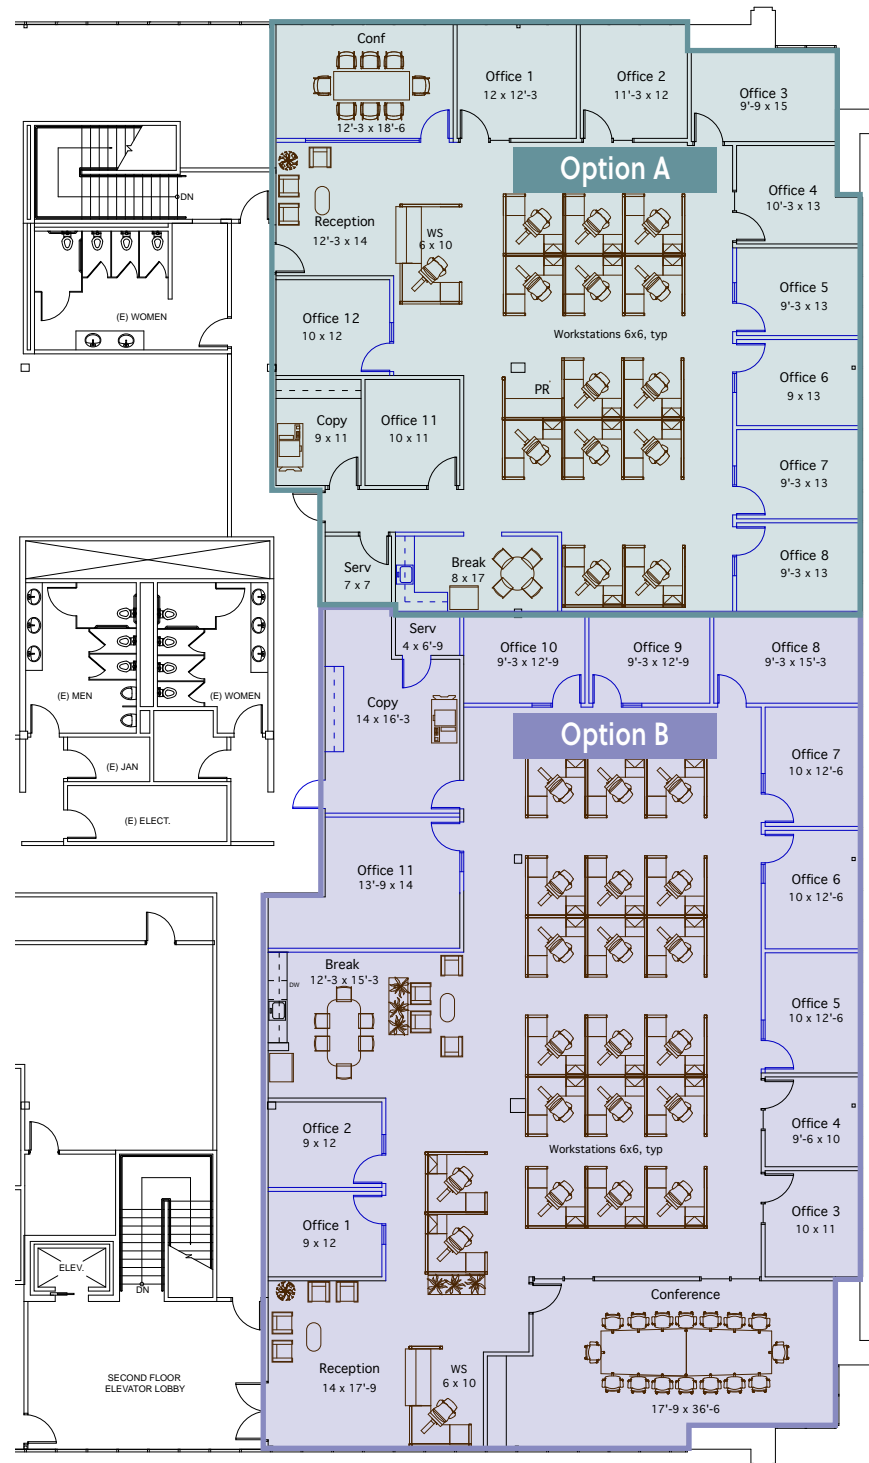 Conf
12'-3 x 18'-6
Office 1
12 x 12'-3
Office 2
11'-3 x 12
Office 3
9'-9 x 15
Option A
Office 4
10'-3 x 13
DN
Reception
12'-3 x 14
WS
6 x 10
(E) WOMEN
Office 5
9'-3 x 13
Office 12
10 x 12
Workstations 6x6, typ
Office 6
9 x 13
PR
Copy
9 x 11
Office 11
10 x 11
Office 7
9'-3 x 13
Serv
7 x 7
Break
8 x 17
Office 8
9'-3 x 13
Serv
4 x 6'-9
Office 10
9'-3 x 12'-9
Office 9
9'-3 x 12'-9
Office 8
9'-3 x 15'-3
(E) MEN
(E) WOMEN
Copy
14 x 16'-3
Option B
(E) JAN
Office 7
10 x 12'-6
(E) ELECT.
Office 11
13'-9 x 14
Office 6
10 x 12'-6
Break
12'-3 x 15'-3
DW
Office 5
10 x 12'-6
Office 2
9 x 12
Office 4
9'-6 x 10
Workstations 6x6, typ
Office 1
9 x 12
Office 3
10 x 11
ELEV.
DN
Conference
17'-9 x 36'-6
Reception
14 x 17'-9
WS
6 x 10
SECOND FLOOR
ELEVATOR LOBBY